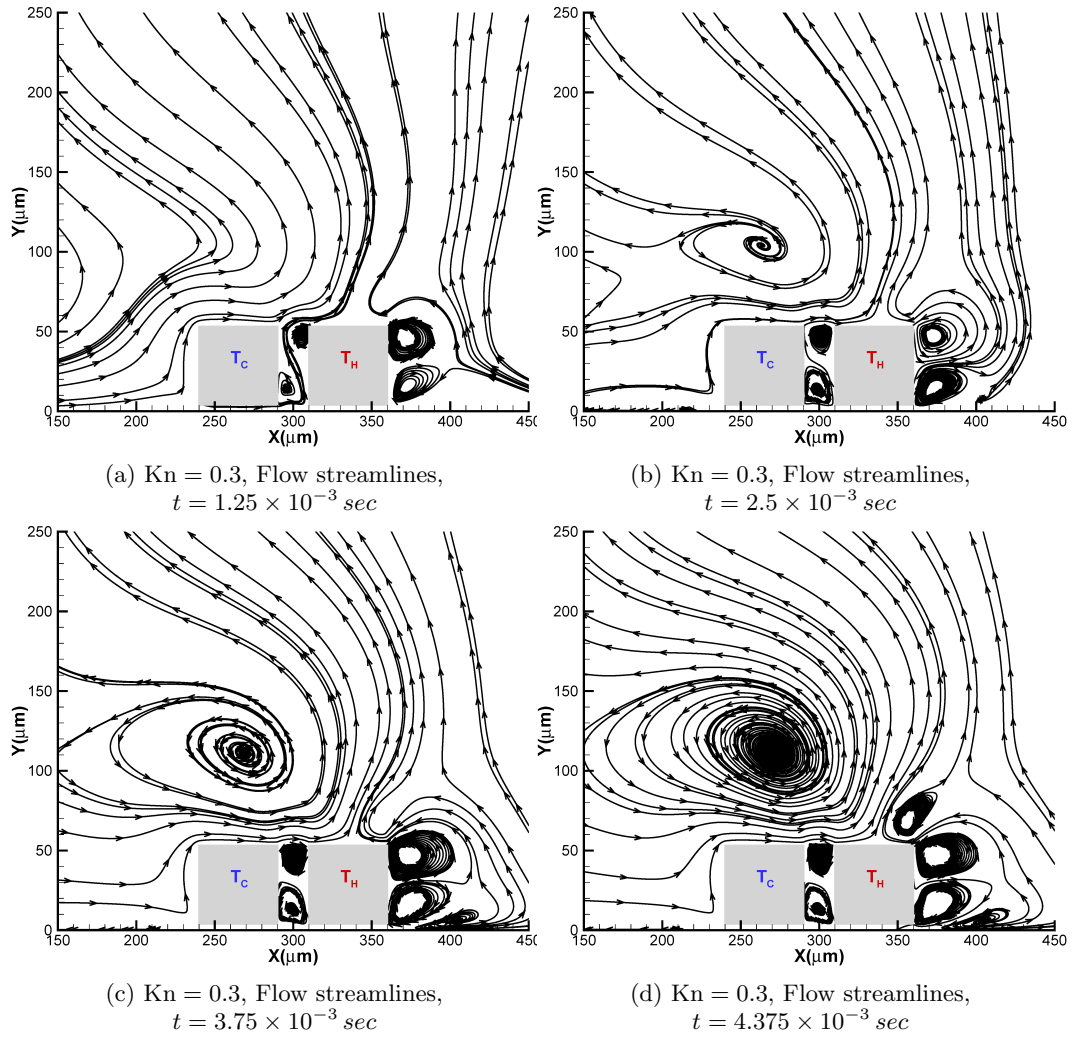 250
200
150
100
50
0
Y(μm)
T_C
T_H
150 200 250 300 350 400 450
X(μm)
(a) Kn = 0.3, Flow streamlines,
t = 1.25 × 10⁻³ sec
250
200
150
100
50
0
Y(μm)
T_C
T_H
150 200 250 300 350 400 450
X(μm)
(b) Kn = 0.3, Flow streamlines,
t = 2.5 × 10⁻³ sec
250
200
150
100
50
0
Y(μm)
T_C
T_H
150 200 250 300 350 400 450
X(μm)
(c) Kn = 0.3, Flow streamlines,
t = 3.75 × 10⁻³ sec
250
200
150
100
50
0
Y(μm)
T_C
T_H
150 200 250 300 350 400 450
X(μm)
(d) Kn = 0.3, Flow streamlines,
t = 4.375 × 10⁻³ sec